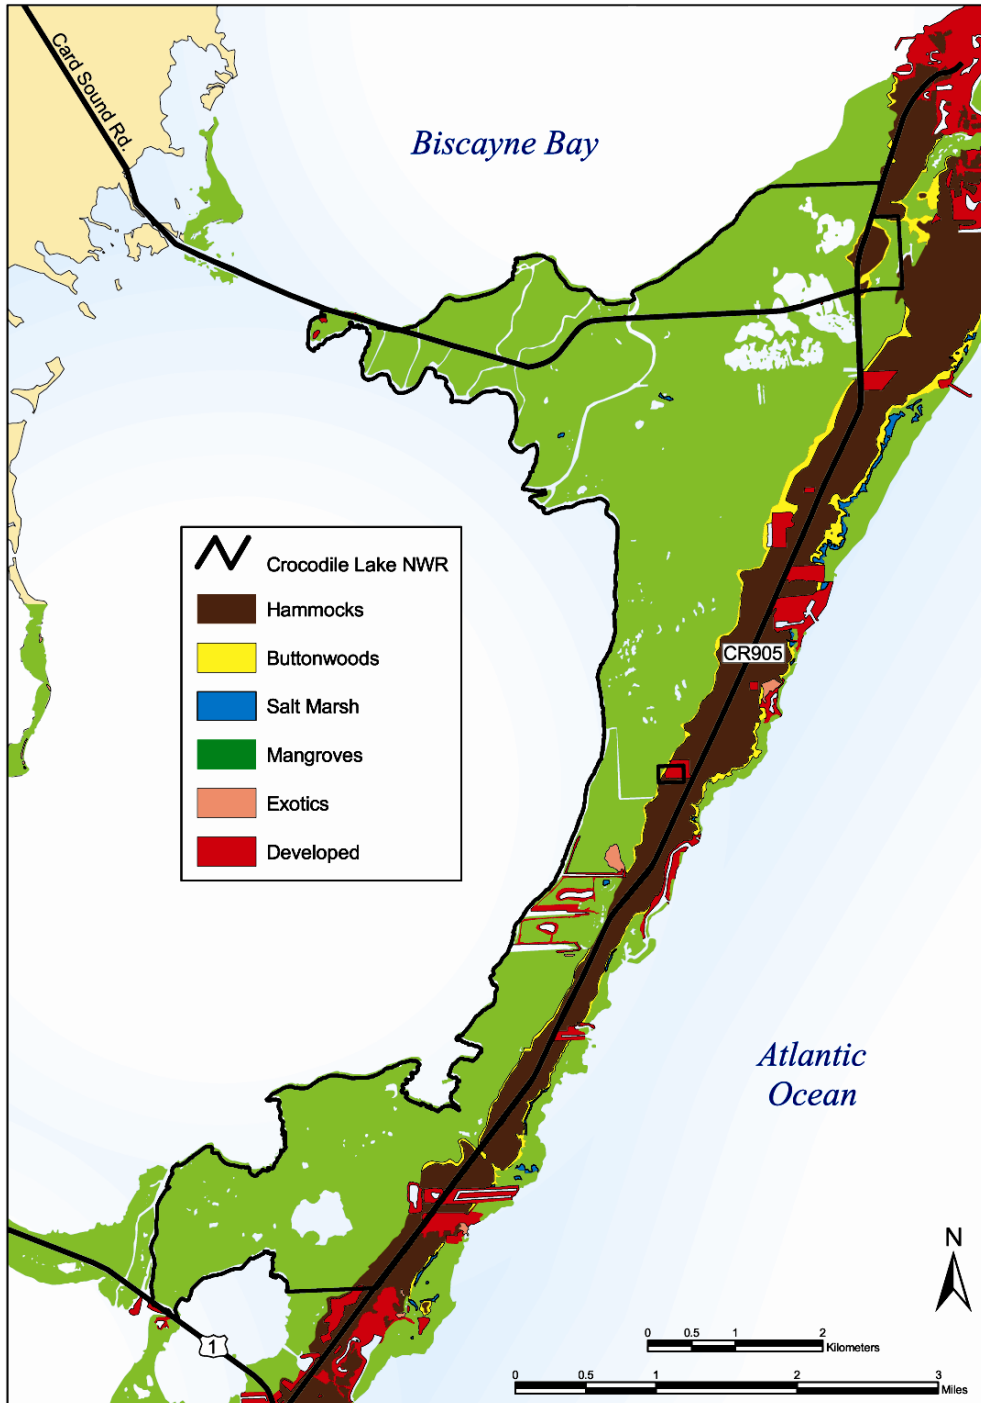 Card Sound Rd.
Biscayne Bay
Crocodile Lake NWR
Hammocks
Buttonwoods
Salt Marsh
Mangroves
Exotics
Developed
CR905
Atlantic
Ocean
N
1
0 0.5 1 2
Kilometers
0 0.5 1 2 3
Miles